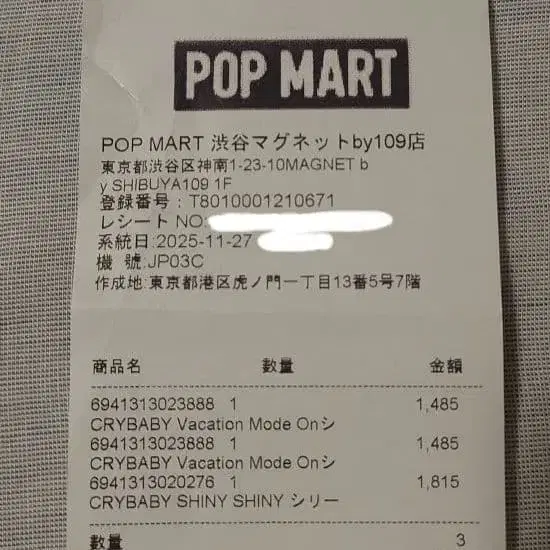 POP MART
POP MART 渋谷マグネットby109店
東京都渋谷区神南1-23-10MAGNET b
y SHIBUYA109 1F
登録番号：T8010001210671
レシートNO:
系統日:2025-11-27
機 號:JP03C
作成地:東京都港区虎ノ門一丁目13番5号7階
商品名 数量 金額
6941313023888 1 1,485
CRYBABY Vacation Mode Onシ
6941313023888 1 1,485
CRYBABY Vacation Mode Onシ
6941313020276 1 1,815
CRYBABY SHINY SHINY シリー
数量 3